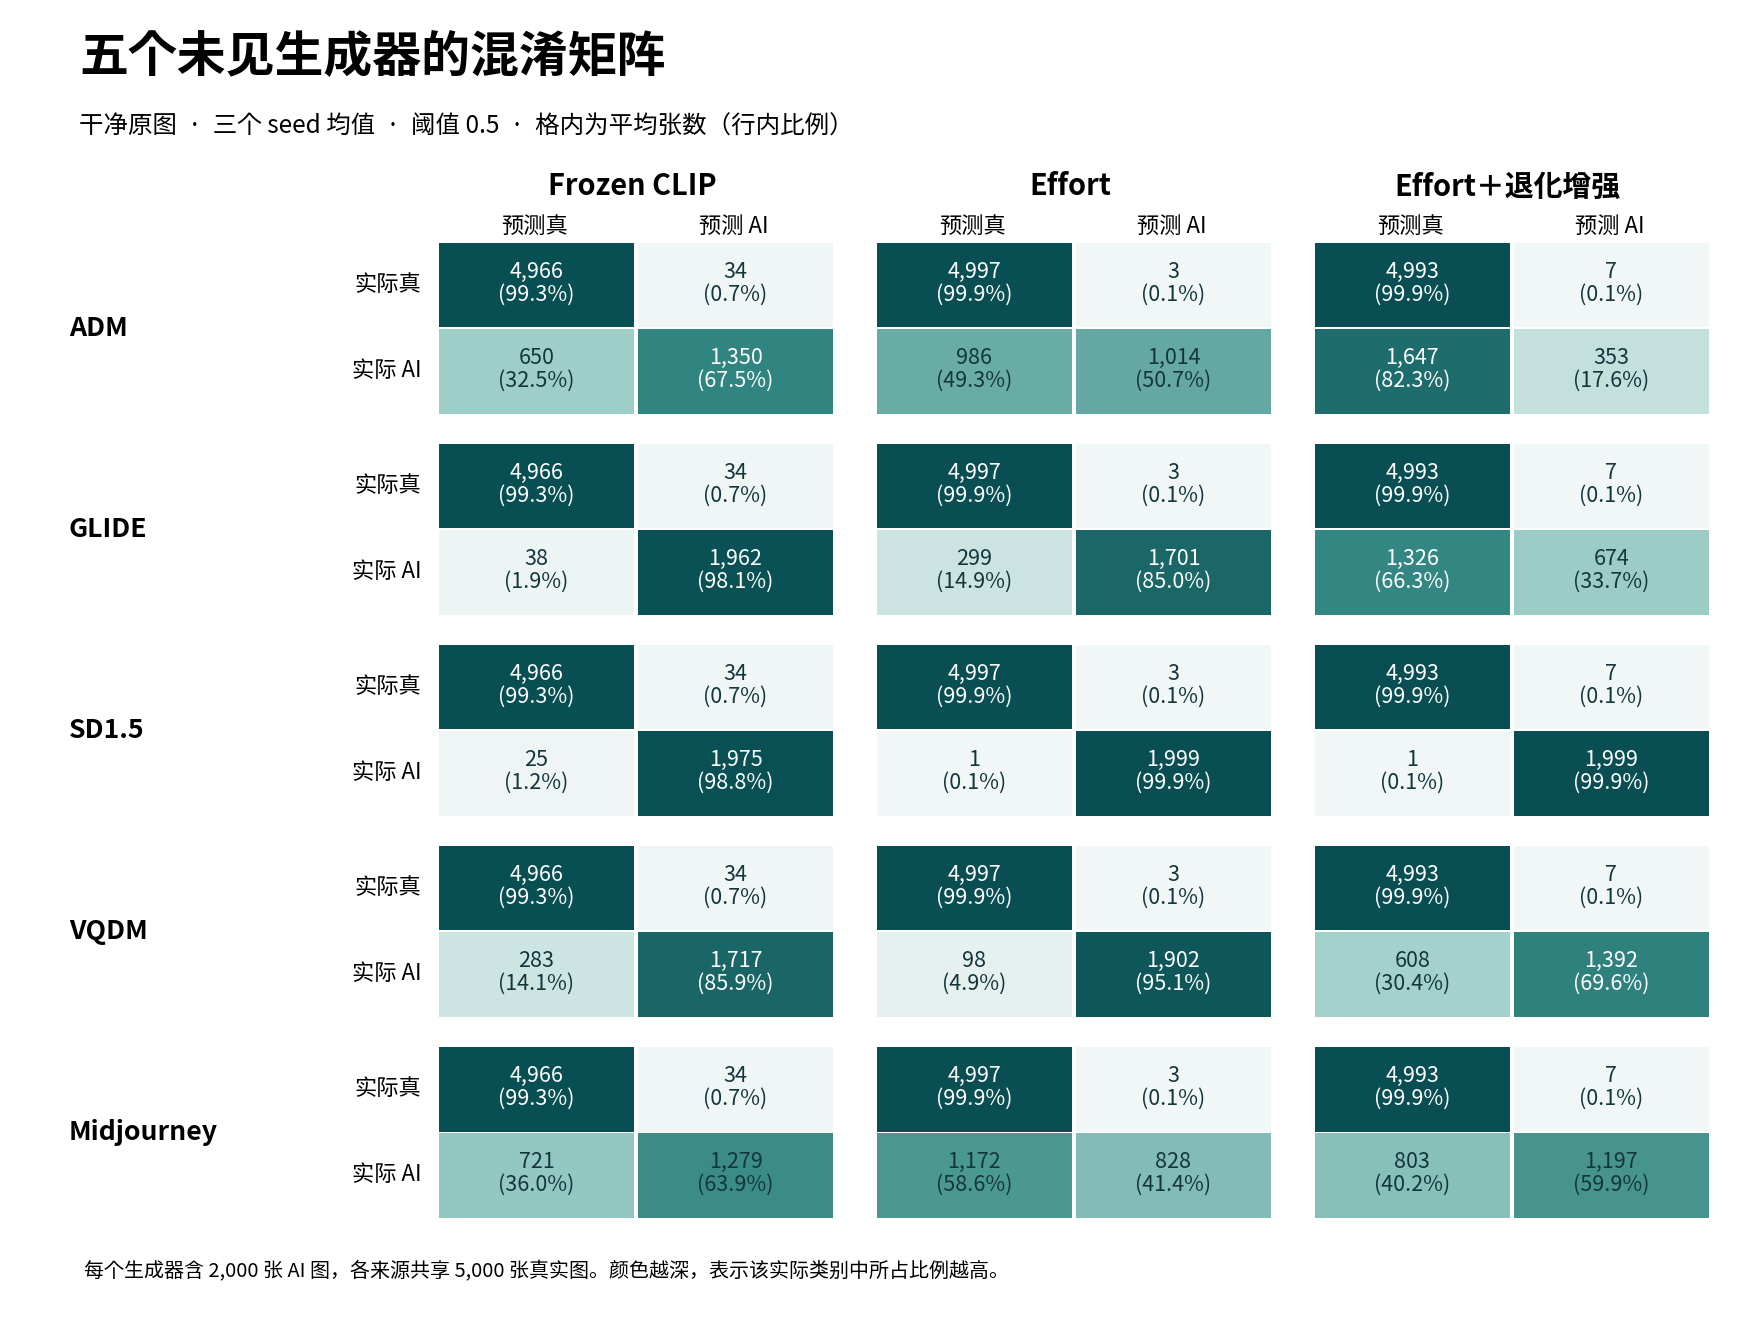 五个未见生成器的混淆矩阵
干净原图 · 三个 seed 均值 · 阈值 0.5 · 格内为平均张数（行内比例）
Frozen CLIP Effort Effort＋退化增强
预测真 预测 AI 预测真 预测 AI 预测真 预测 AI
ADM
实际真 4,966 34 4,997 3 4,993 7
(99.3%) (0.7%) (99.9%) (0.1%) (99.9%) (0.1%)
实际 AI 650 1,350 986 1,014 1,647 353
(32.5%) (67.5%) (49.3%) (50.7%) (82.3%) (17.6%)
GLIDE
实际真 4,966 34 4,997 3 4,993 7
(99.3%) (0.7%) (99.9%) (0.1%) (99.9%) (0.1%)
实际 AI 38 1,962 299 1,701 1,326 674
(1.9%) (98.1%) (14.9%) (85.0%) (66.3%) (33.7%)
SD1.5
实际真 4,966 34 4,997 3 4,993 7
(99.3%) (0.7%) (99.9%) (0.1%) (99.9%) (0.1%)
实际 AI 25 1,975 1 1,999 1 1,999
(1.2%) (98.8%) (0.1%) (99.9%) (0.1%) (99.9%)
VQDM
实际真 4,966 34 4,997 3 4,993 7
(99.3%) (0.7%) (99.9%) (0.1%) (99.9%) (0.1%)
实际 AI 283 1,717 98 1,902 608 1,392
(14.1%) (85.9%) (4.9%) (95.1%) (30.4%) (69.6%)
Midjourney
实际真 4,966 34 4,997 3 4,993 7
(99.3%) (0.7%) (99.9%) (0.1%) (99.9%) (0.1%)
实际 AI 721 1,279 1,172 828 803 1,197
(36.0%) (63.9%) (58.6%) (41.4%) (40.2%) (59.9%)
每个生成器含 2,000 张 AI 图，各来源共享 5,000 张真实图。颜色越深，表示该实际类别中所占比例越高。